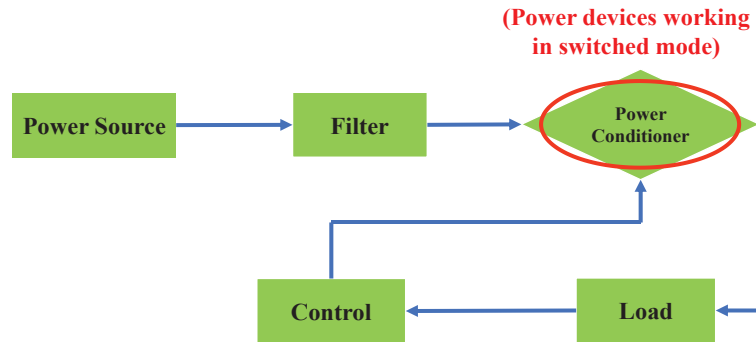 (Power devices working
in switched mode)
Power Source
Filter
Power
Conditioner
Control
Load